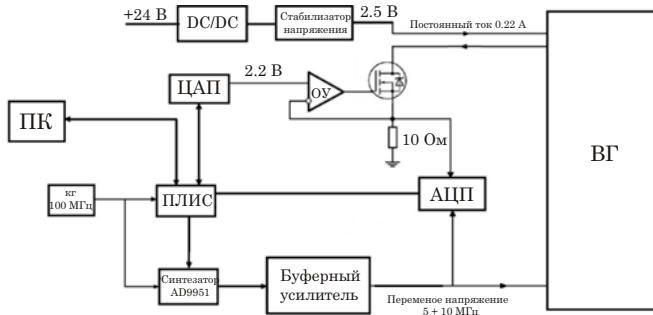 +24 В
DC/DC
Стабилизатор
напряжения
2.5 В
Постоянный ток 0.22 А
ЦАП
2.2 В
ОУ
ПК
10 Ом
ВГ
кг
100 МГц
ПЛИС
АЦП
Синтезатор
AD9951
Буферный
усилитель
Переменое напряжение
5 + 10 МГц